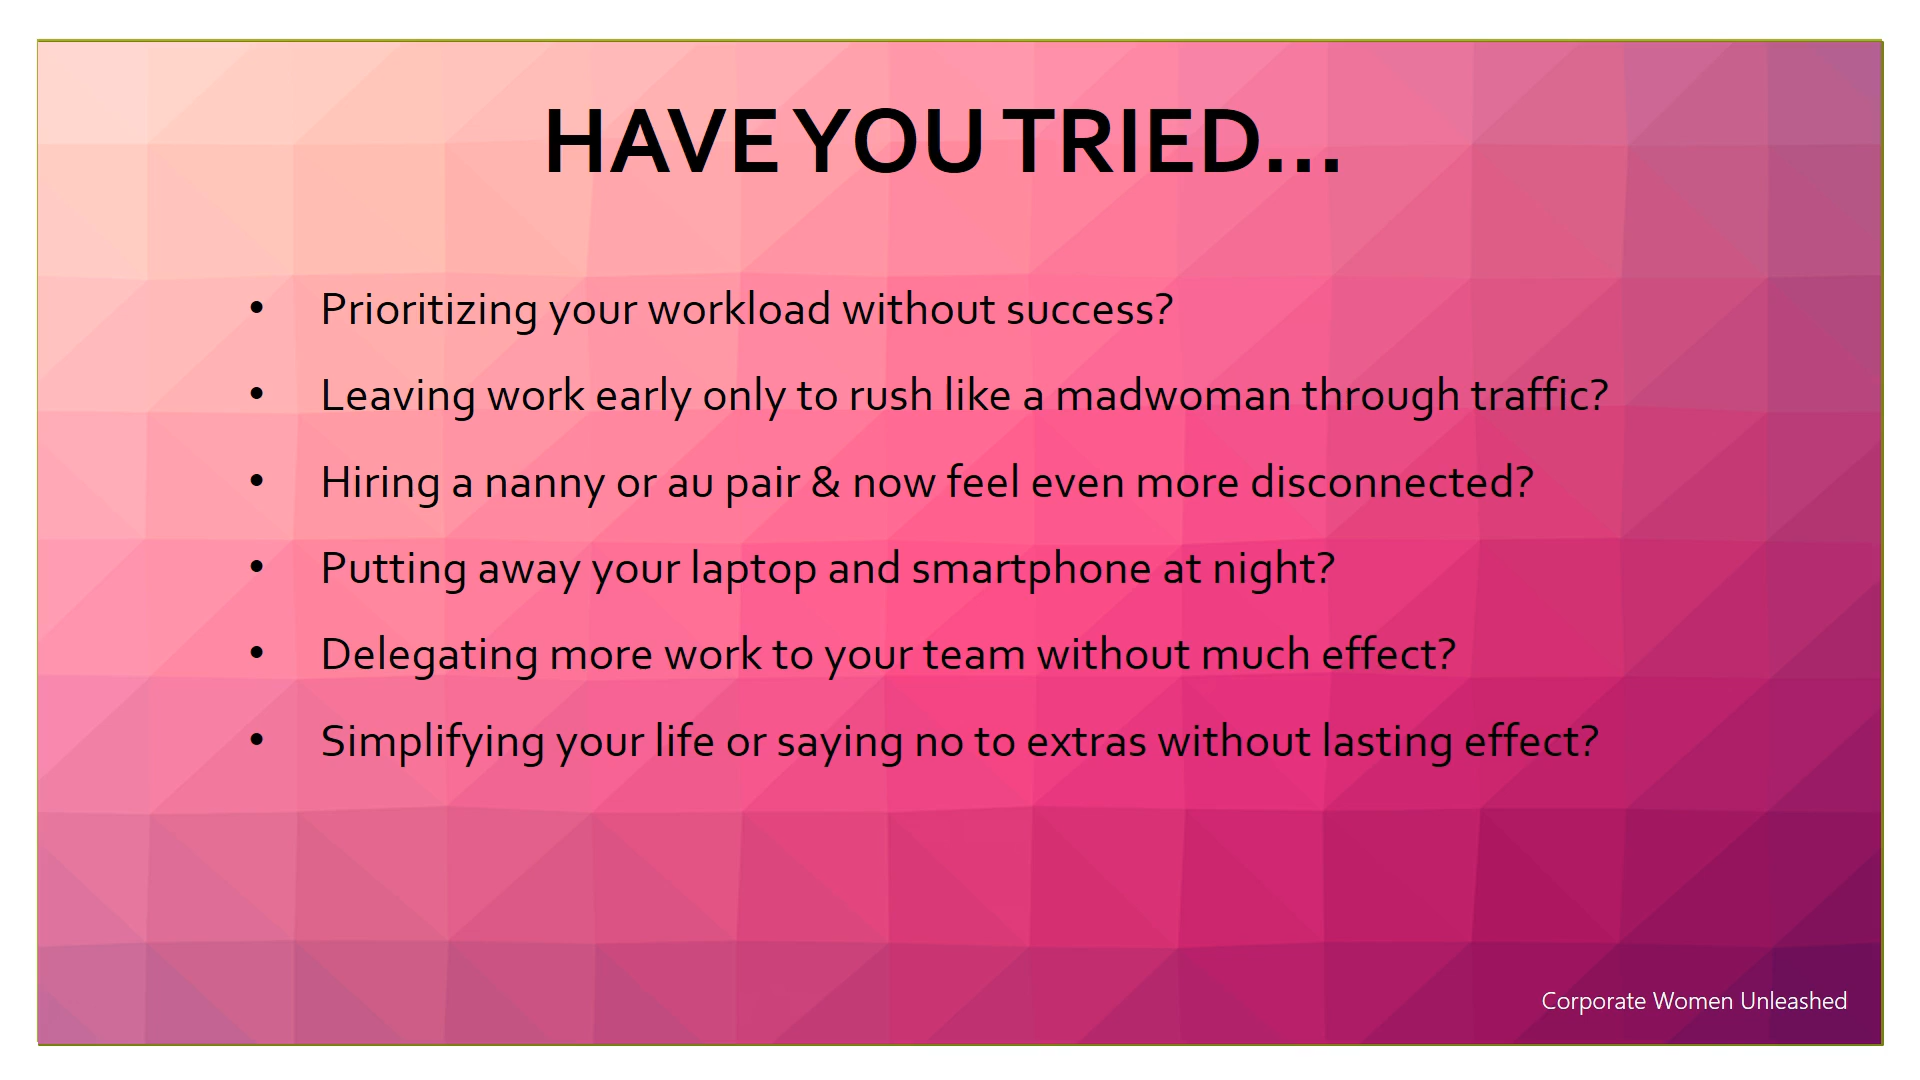 HAVE YOU TRIED...
• Prioritizing your workload without success?
• Leaving work early only to rush like a madwoman through traffic?
• Hiring a nanny or au pair & now feel even more disconnected?
• Putting away your laptop and smartphone at night?
• Delegating more work to your team without much effect?
• Simplifying your life or saying no to extras without lasting effect?
Corporate Women Unleashed